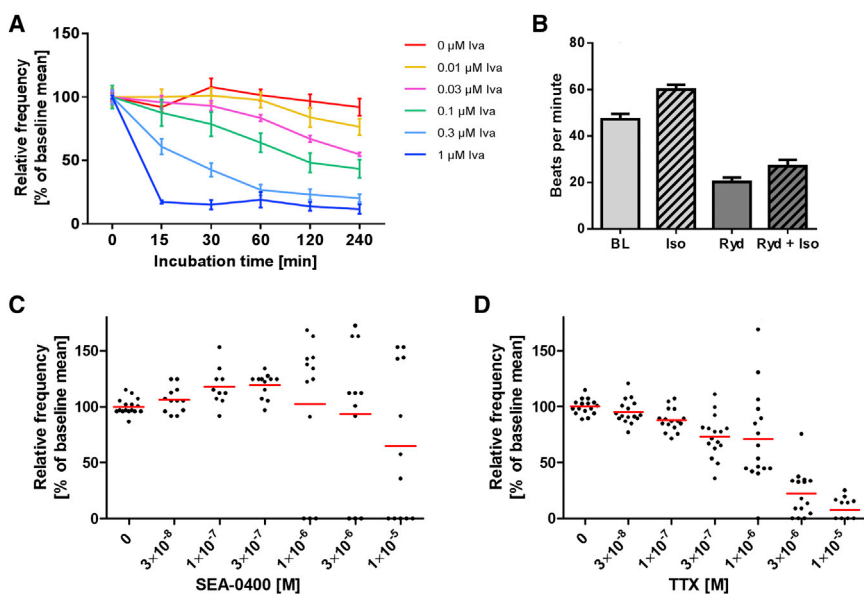 A
Relative frequency
[% of baseline mean]
150
100
50
0
0
15
30
60
120
240
Incubation time [min]
0 µM Iva
0.01 µM Iva
0.03 µM Iva
0.1 µM Iva
0.3 µM Iva
1 µM Iva
B
Beats per minute
80
60
40
20
0
BL
Iso
Ryd
Ryd + Iso
C
Relative frequency
[% of baseline mean]
150
100
50
0
0
3×10⁻⁸
1×10⁻⁷
3×10⁻⁷
1×10⁻⁶
3×10⁻⁶
1×10⁻⁵
SEA-0400 [M]
D
Relative frequency
[% of baseline mean]
150
100
50
0
0
3×10⁻⁸
1×10⁻⁷
3×10⁻⁷
1×10⁻⁶
3×10⁻⁶
1×10⁻⁵
TTX [M]